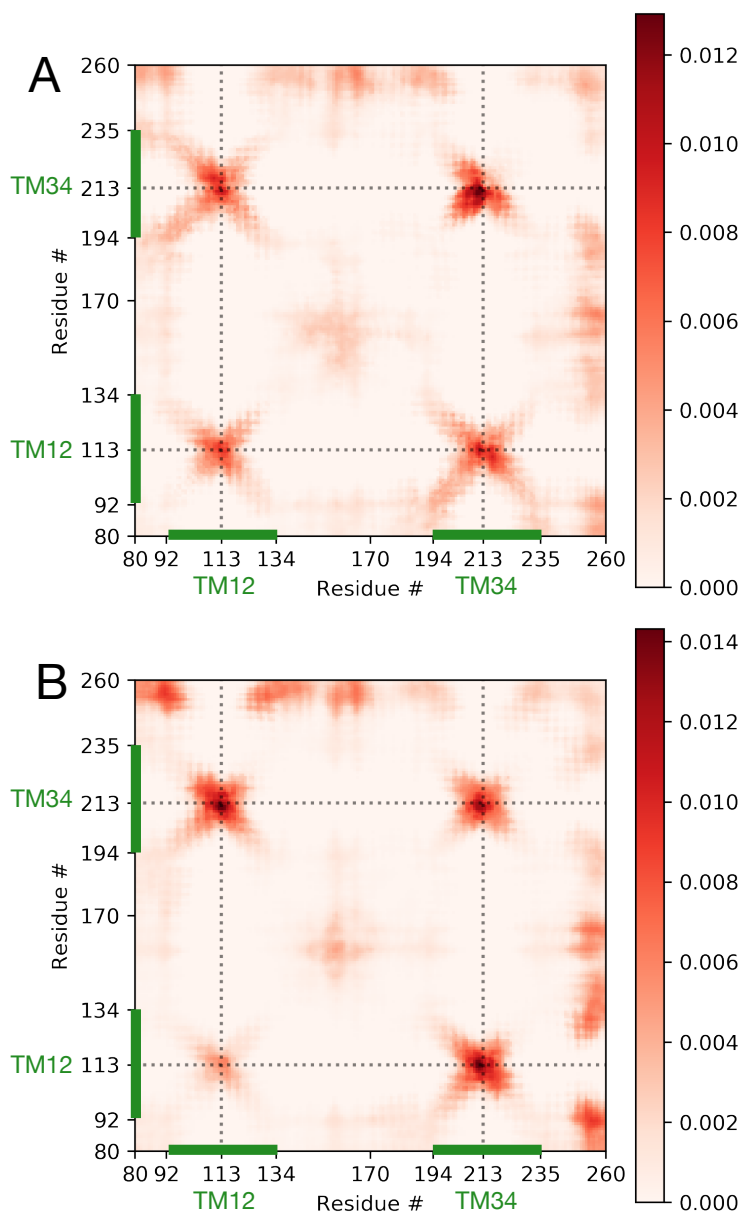 A
260
235
TM34
213
194
Residue #
170
134
TM12
113
92
80
80 92 113 134 170 194 213 235 260
TM12 Residue # TM34
0.012
0.010
0.008
0.006
0.004
0.002
0.000
B
260
235
TM34
213
194
Residue #
170
134
TM12
113
92
80
80 92 113 134 170 194 213 235 260
TM12 Residue # TM34
0.014
0.012
0.010
0.008
0.006
0.004
0.002
0.000